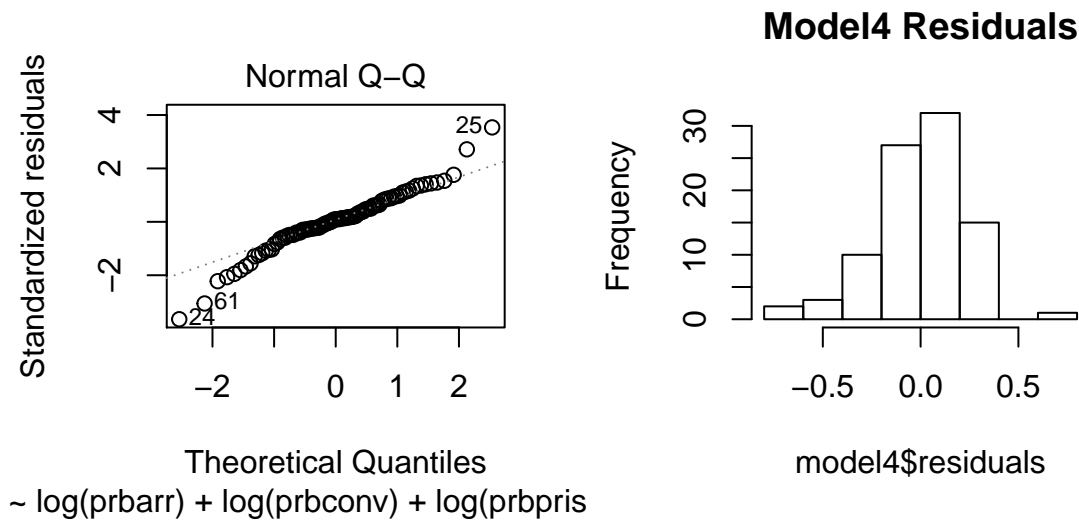 Model4 Residuals
Normal Q−Q
Standardized residuals
4
2
−2
25
61
24
−2
0
1
2
Theoretical Quantiles
~ log(prbarr) + log(prbconv) + log(prbpris
Frequency
30
10
0
−0.5
0.0
0.5
model4$residuals